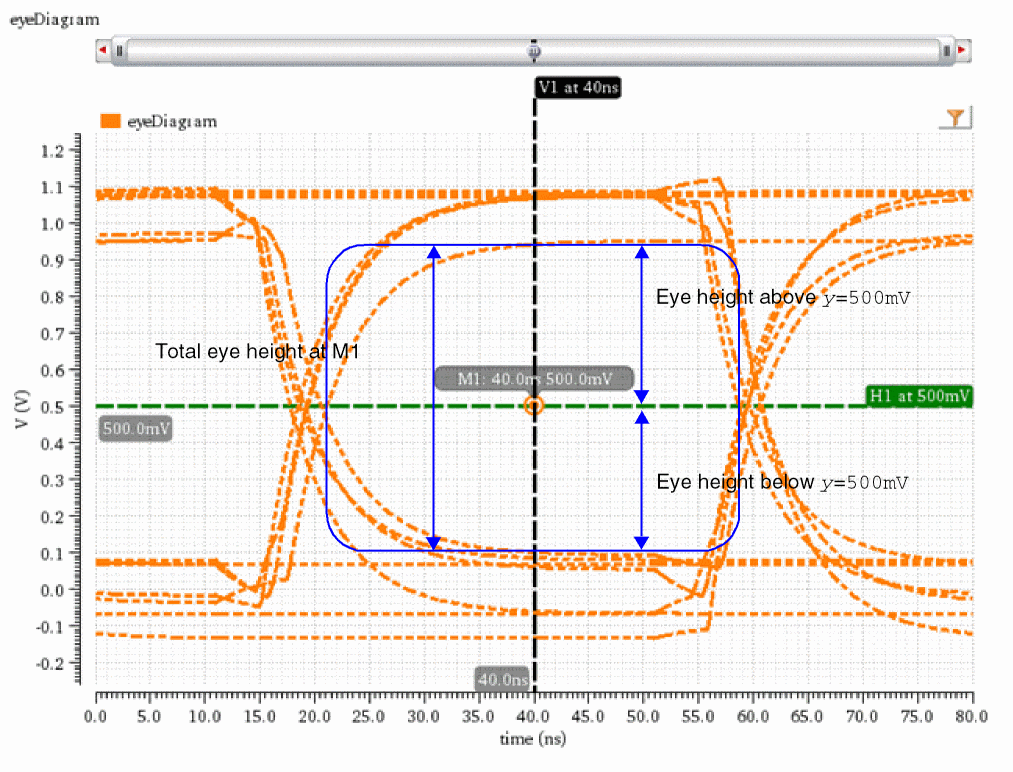 eyeDiagram
V1 at 40ns
eyeDiagram
1.2
1.1
1.0
0.9
0.8
0.7
0.6
0.5
0.4
0.3
0.2
0.1
0.0
-0.1
-0.2
V (V)
Eye height above y=500mV
Total eye height at M1
M1: 40.0ns 500.0mV
H1 at 500mV
500.0mV
Eye height below y=500mV
40.0ns
0.0 5.0 10.0 15.0 20.0 25.0 30.0 35.0 40.0 45.0 50.0 55.0 60.0 65.0 70.0 75.0 80.0
time (ns)